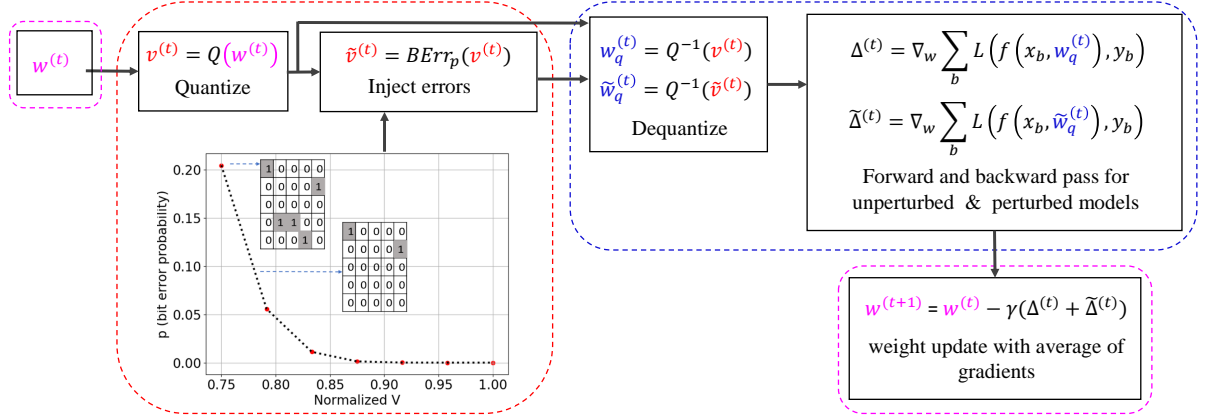 w^(t)
v^(t) = Q(w^(t))
Quantize
ṽ^(t) = BErr_p(v^(t))
Inject errors
w_q^(t) = Q^−1(v^(t))
w̃_q^(t) = Q^−1(ṽ^(t))
Dequantize
Δ^(t) = ∇_w ∑_b L(f(x_b, w_q^(t)), y_b)
Δ̃^(t) = ∇_w ∑_b L(f(x_b, w̃_q^(t)), y_b)
Forward and backward pass for
unperturbed & perturbed models
w^(t+1) = w^(t) − γ(Δ^(t) + Δ̃^(t))
weight update with average of
gradients
p (bit error probability)
0.20
0.15
0.10
0.05
0.00
1 0 0 0 0
0 0 0 0 1
0 0 0 0 0
0 1 1 0 0
0 0 0 1 0
1 0 0 0 0
0 0 0 0 1
0 0 0 0 0
0 0 0 0 0
0 0 0 0 0
0.75 0.80 0.85 0.90 0.95 1.00
Normalized V